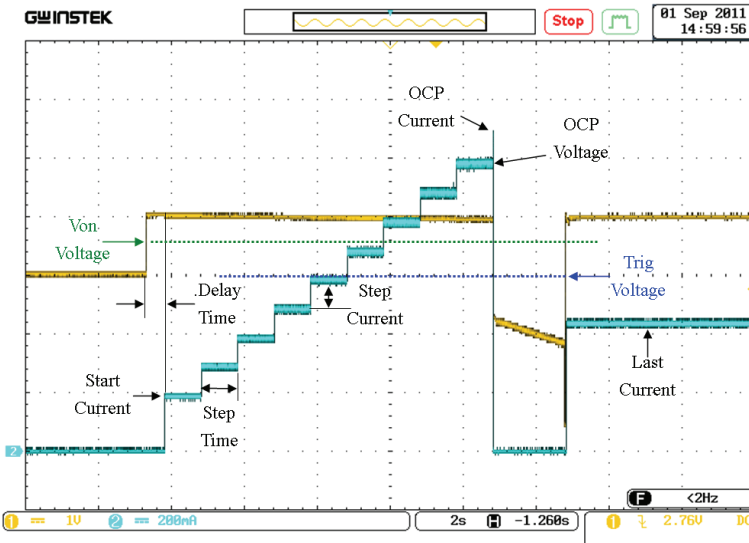 GWINSTEK
Stop
01 Sep 2011
14:59:56
OCP
Current
OCP
Voltage
Von
Voltage
.Delay
Time
Step
Current
Trig
Voltage
Start
Current
Step
Time
Last
Current
2
F <2Hz
1 1V 2 200mA
2s H -1.260s
1 2.76V DC